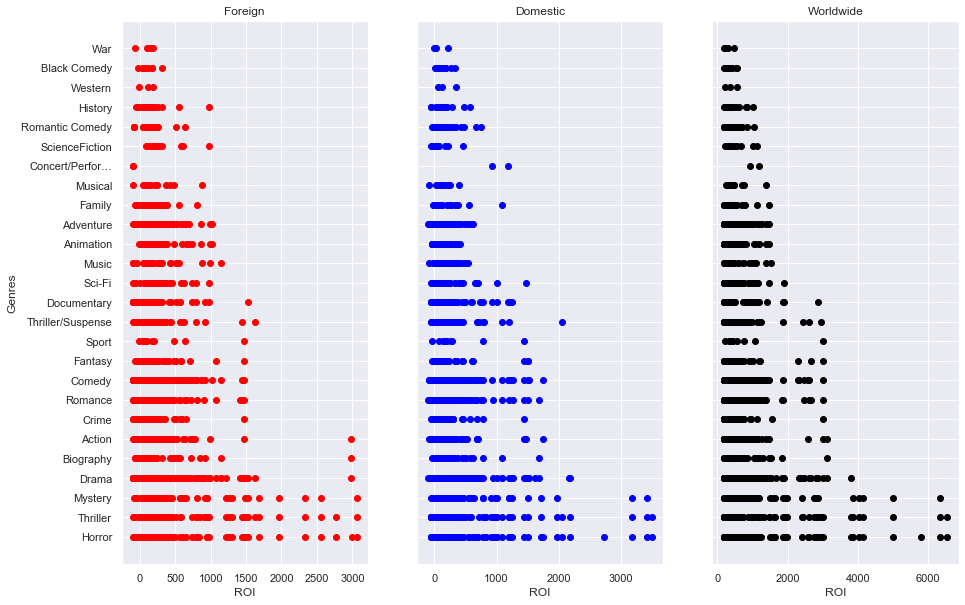 Foreign
Domestic
Worldwide
War
Black Comedy
Western
History
Romantic Comedy
ScienceFiction
Concert/Perfor…
Musical
Family
Adventure
Animation
Music
Sci-Fi
Documentary
Thriller/Suspense
Sport
Fantasy
Comedy
Romance
Crime
Action
Biography
Drama
Mystery
Thriller
Horror
Genres
0 500 1000 1500 2000 2500 3000
0 1000 2000 3000
0 2000 4000 6000
ROI
ROI
ROI